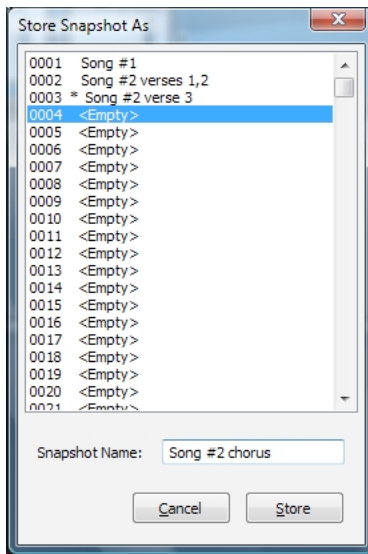 Store Snapshot As
0001 Song #1
0002 Song #2 verses 1,2
0003 * Song #2 verse 3
0004 <Empty>
0005 <Empty>
0006 <Empty>
0007 <Empty>
0008 <Empty>
0009 <Empty>
0010 <Empty>
0011 <Empty>
0012 <Empty>
0013 <Empty>
0014 <Empty>
0015 <Empty>
0016 <Empty>
0017 <Empty>
0018 <Empty>
0019 <Empty>
0020 <Empty>
0021 <Empty>
Snapshot Name: Song #2 chorus
Cancel Store